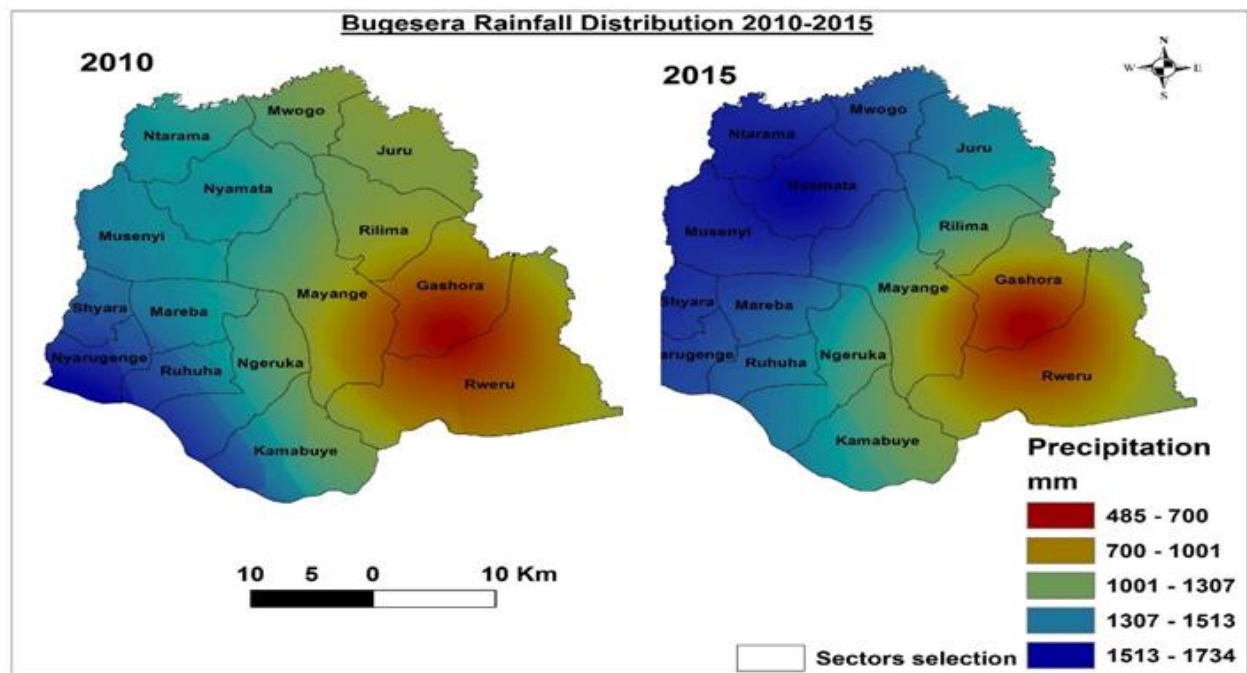 Bugesera Rainfall Distribution 2010-2015
N
W E
S
2010
Mwogo
Ntarama
Juru
Nyamata
Musenyi
Rilima
Gashora
Mayange
Shyara
Mareba
Nyarugenge
Ruhuha
Ngeruka
Rweru
Kamabuye
2015
Mwogo
Ntarama
Juru
Nyamata
Musenyi
Rilima
Gashora
Mayange
Shyara
Mareba
arugenge
Ruhuha
Ngeruka
Rweru
Kamabuye
10 5 0 10 Km
Precipitation
mm
485 - 700
700 - 1001
1001 - 1307
1307 - 1513
1513 - 1734
Sectors selection